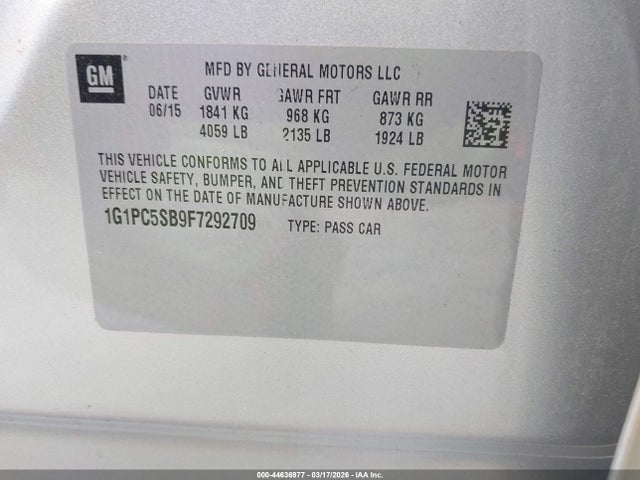 GM
MFD BY GENERAL MOTORS LLC
DATE GVWR GAWR FRT GAWR RR
06/15 1841 KG 968 KG 873 KG
4059 LB 2135 LB 1924 LB
THIS VEHICLE CONFORMS TO ALL APPLICABLE U.S. FEDERAL MOTOR
VEHICLE SAFETY, BUMPER, AND THEFT PREVENTION STANDARDS IN
EFFECT ON THE DATE OF MANUFACTURE SHOWN ABOVE.
1G1PC5SB9F7292709 TYPE: PASS CAR
000-44636977 - 03/17/2026 - IAA Inc.